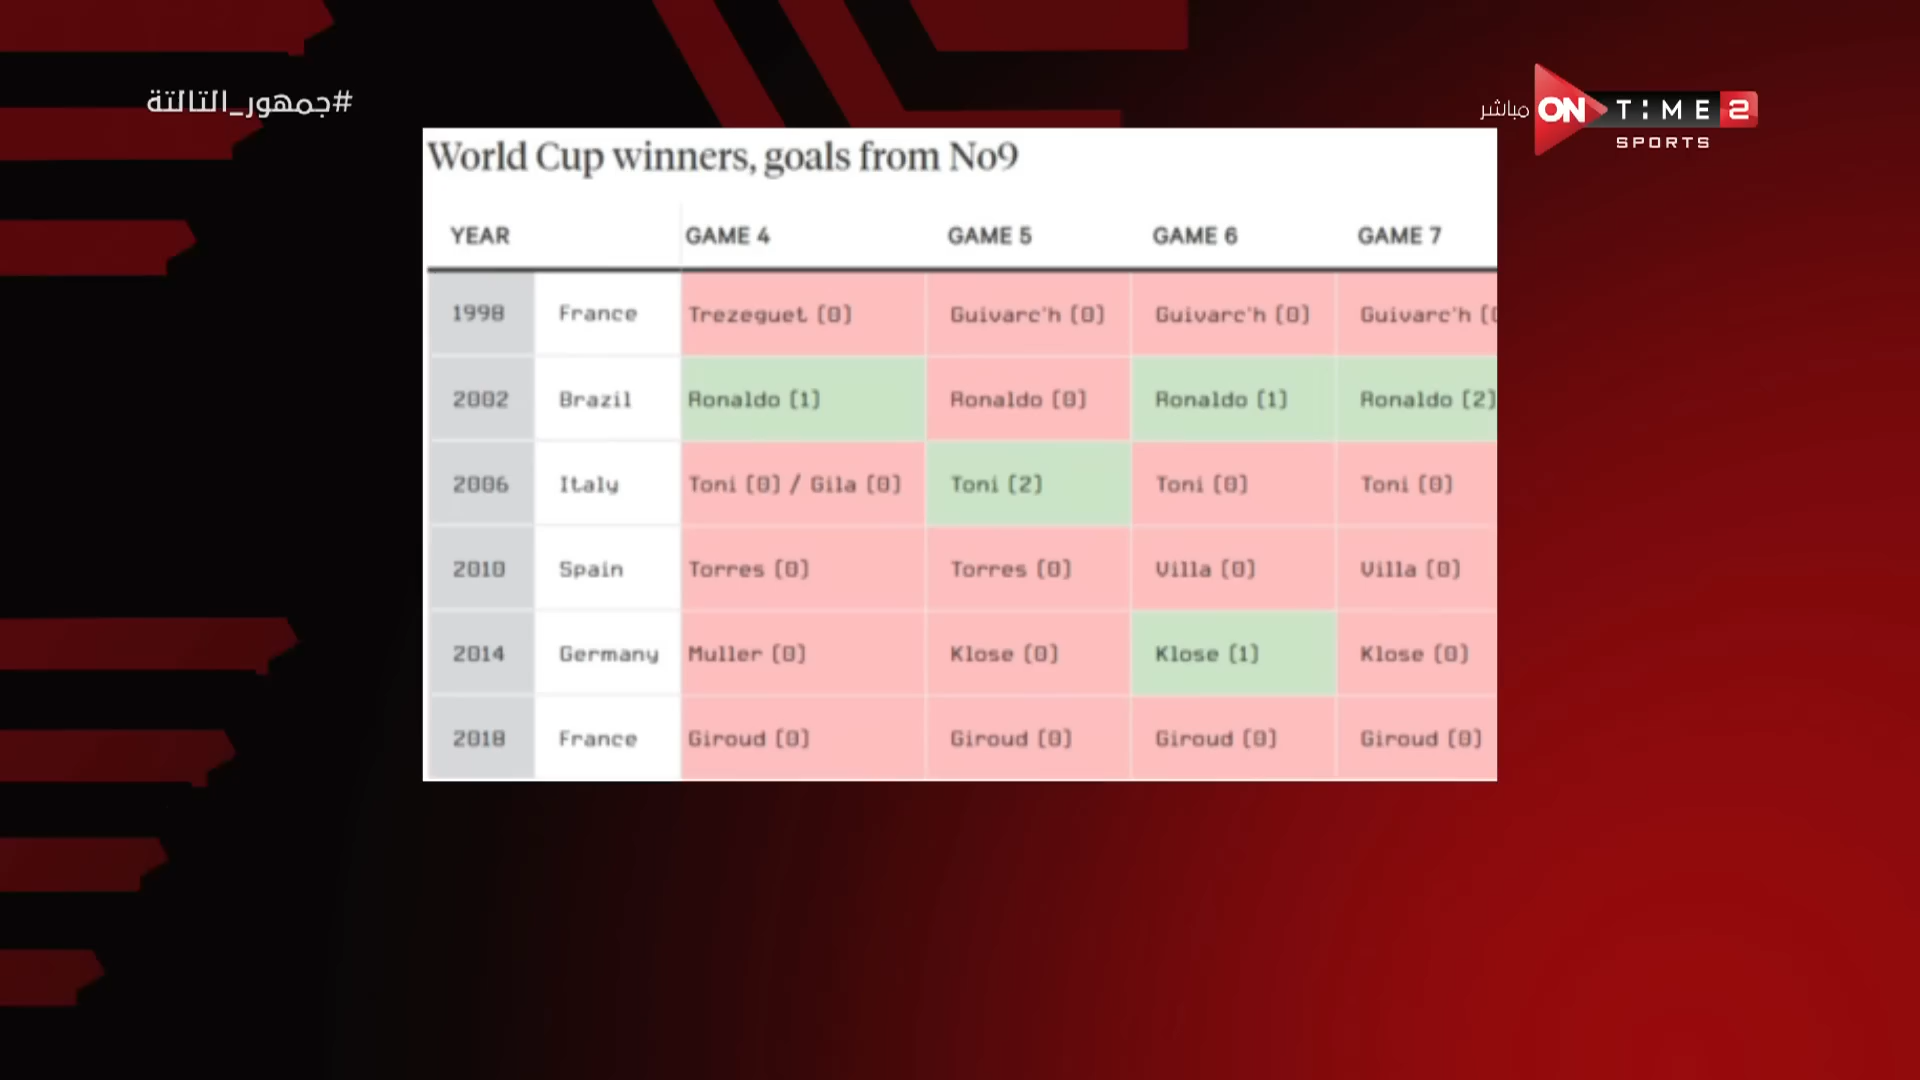 #جمهور_التالتة
مباشر ON TIME 2
SPORTS
World Cup winners, goals from No9
YEAR GAME 4 GAME 5 GAME 6 GAME 7
1998 France Trezeguet (0) Guivarc'h (0) Guivarc'h (0) Guivarc'h
2002 Brazil Ronaldo (1) Ronaldo (0) Ronaldo (1) Ronaldo (2)
2006 Italy Toni (0) / Gila (0) Toni (2) Toni (0) Toni (0)
2010 Spain Torres (0) Torres (0) Villa (0) Villa (0)
2014 Germany Muller (0) Klose (0) Klose (1) Klose (0)
2018 France Giroud (0) Giroud (0) Giroud (0) Giroud (0)